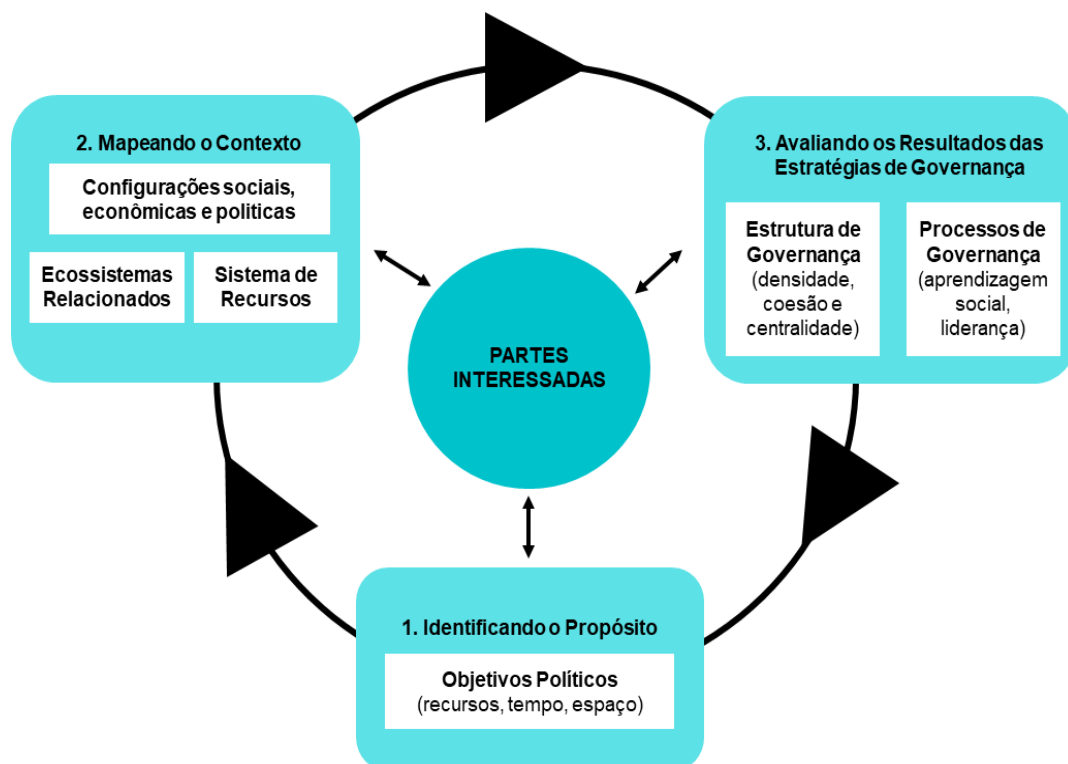 2. Mapeando o Contexto
Configurações sociais,
econômicas e politicas
Ecossistemas
Relacionados
Sistema de
Recursos
3. Avaliando os Resultados das
Estratégias de Governança
Estrutura de
Governança
(densidade,
coesão e
centralidade)
Processos de
Governança
(aprendizagem
social,
liderança)
PARTES
INTERESSADAS
1. Identificando o Propósito
Objetivos Políticos
(recursos, tempo, espaço)